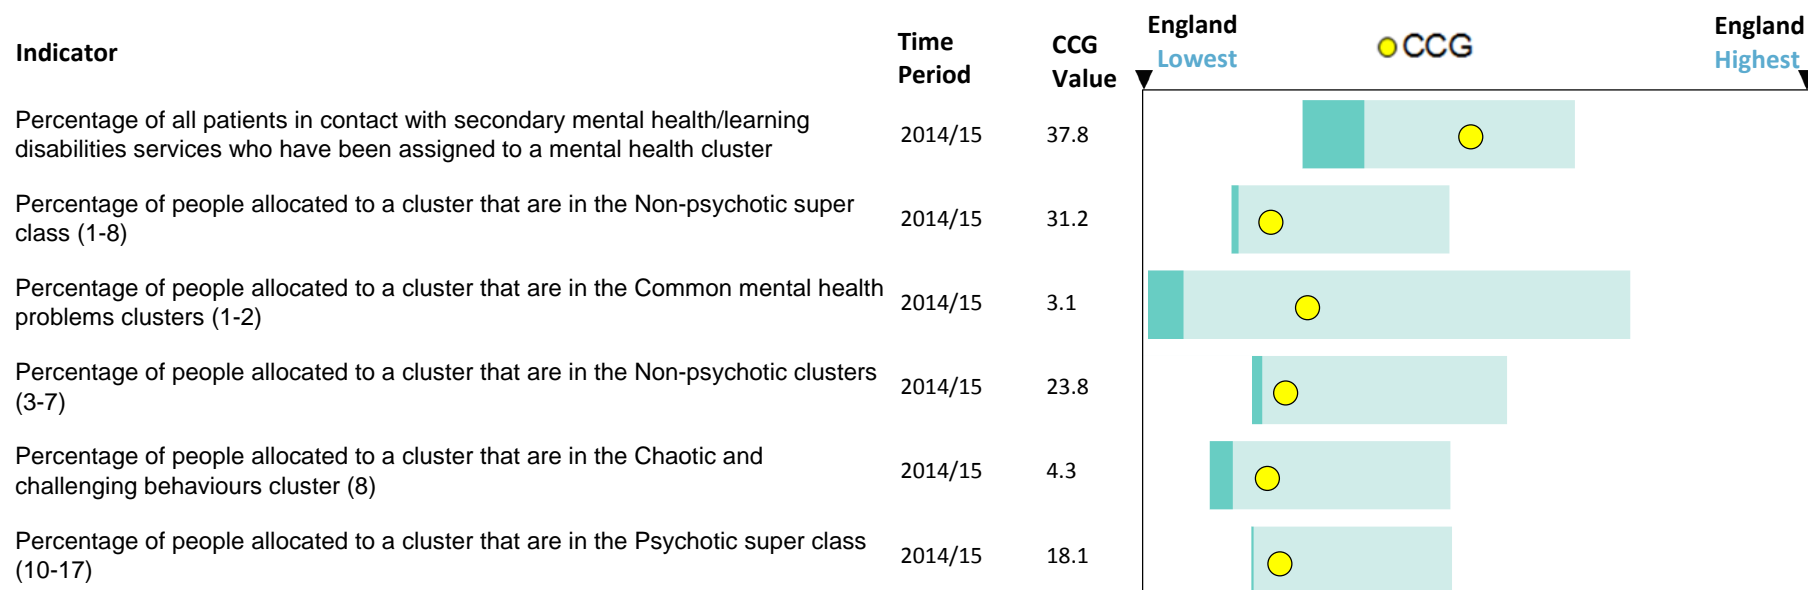 Indicator
Time
Period
CCG
Value
England
Lowest
CCG
England
Highest
Percentage of all patients in contact with secondary mental health/learning
disabilities services who have been assigned to a mental health cluster
2014/15
37.8
Percentage of people allocated to a cluster that are in the Non-psychotic super
class (1-8)
2014/15
31.2
Percentage of people allocated to a cluster that are in the Common mental health
problems clusters (1-2)
2014/15
3.1
Percentage of people allocated to a cluster that are in the Non-psychotic clusters
(3-7)
2014/15
23.8
Percentage of people allocated to a cluster that are in the Chaotic and
challenging behaviours cluster (8)
2014/15
4.3
Percentage of people allocated to a cluster that are in the Psychotic super class
(10-17)
2014/15
18.1